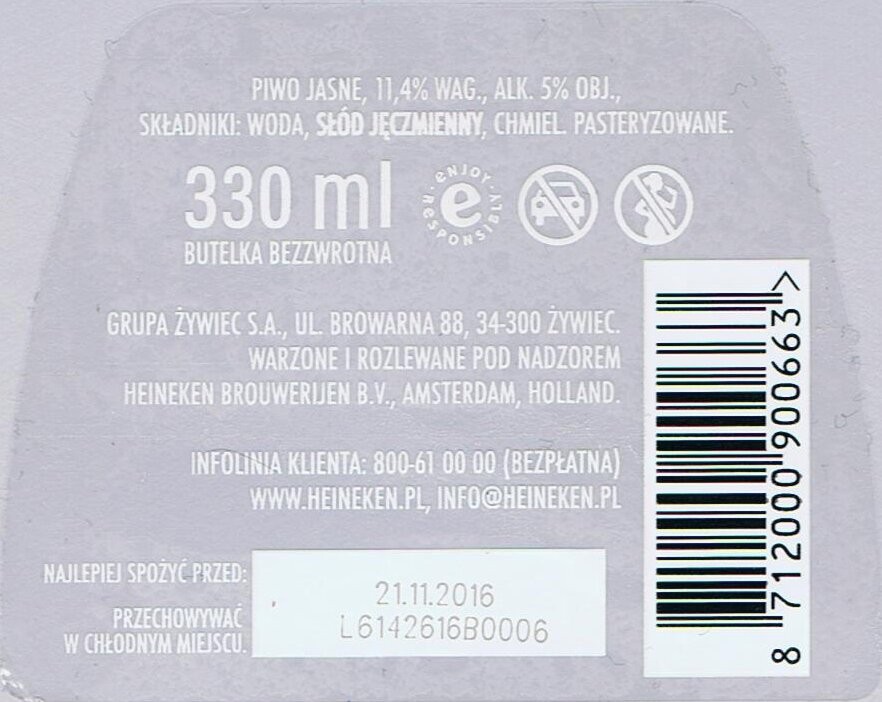 PIWO JASNE, 11,4% WAG., ALK. 5% OBJ.,
SKŁADNIKI: WODA, SŁÓD JĘCZMIENNY, CHMIEL. PASTERYZOWANE.
330 ml
BUTELKA BEZZWROTNA
ENJOY RESPONSIBLY
e
GRUPA ŻYWIEC S.A., UL. BROWARNA 88, 34-300 ŻYWIEC.
WARZONE I ROZLEWANE POD NADZOREM
HEINEKEN BROUWERIJEN B.V., AMSTERDAM, HOLLAND.
INFOLINIA KLIENTA: 800-61 00 00 (BEZPŁATNA)
WWW.HEINEKEN.PL, INFO@HEINEKEN.PL
NAJLEPIEJ SPOŻYĆ PRZED:
21.11.2016
L6142616B0006
PRZECHOWYWAĆ
W CHŁODNYM MIEJSCU.
8 712000 900663 >